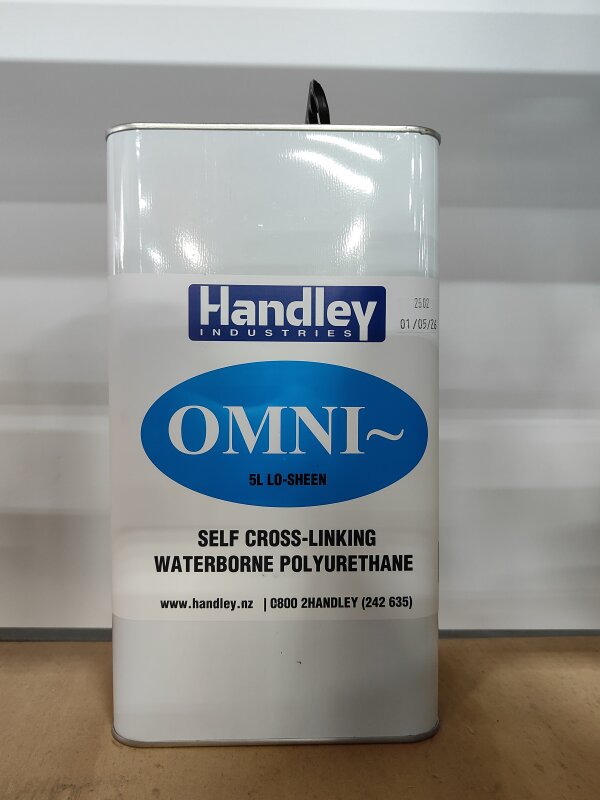 Handley
INDUSTRIES
2502
01/05/26
OMNI~
5L LO-SHEEN
SELF CROSS-LINKING
WATERBORNE POLYURETHANE
www.handley.nz | 0800 2HANDLEY (242 635)